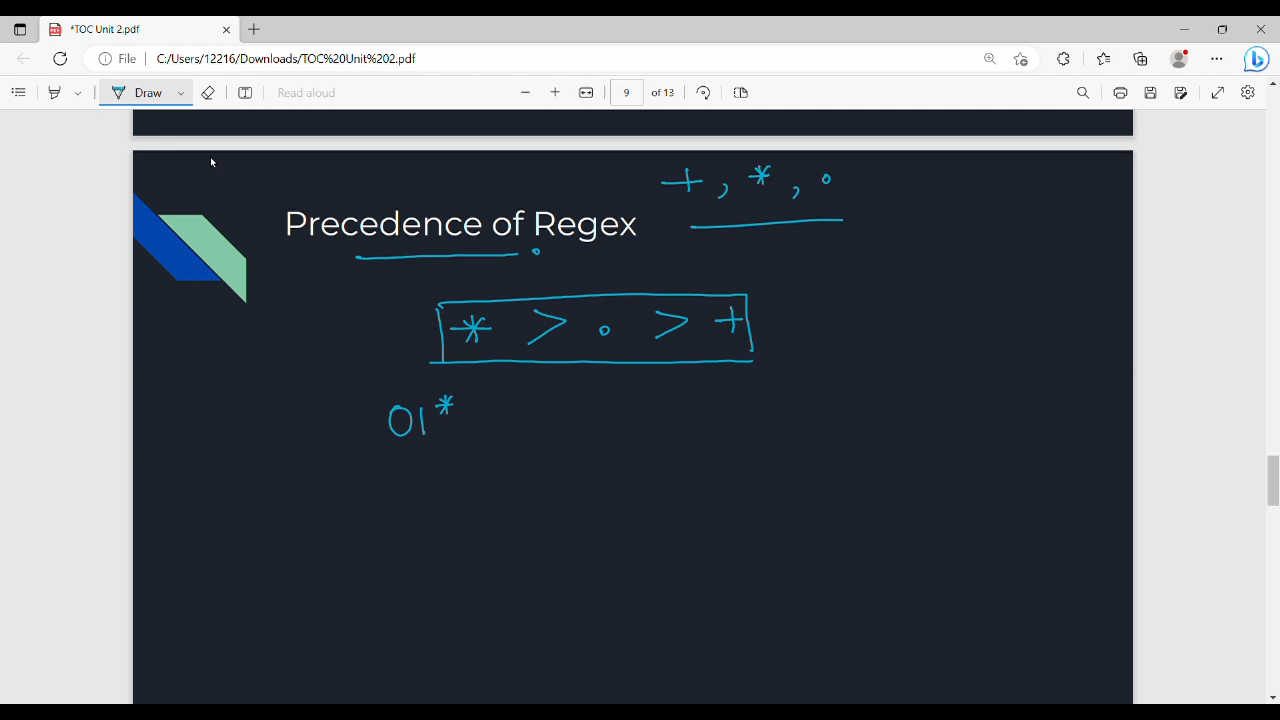 *TOC Unit 2.pdf
File C:/Users/12216/Downloads/TOC%20Unit%202.pdf
Draw Read aloud 9 of 13
+ , * , .
Precedence of Regex
* > . > +
01*